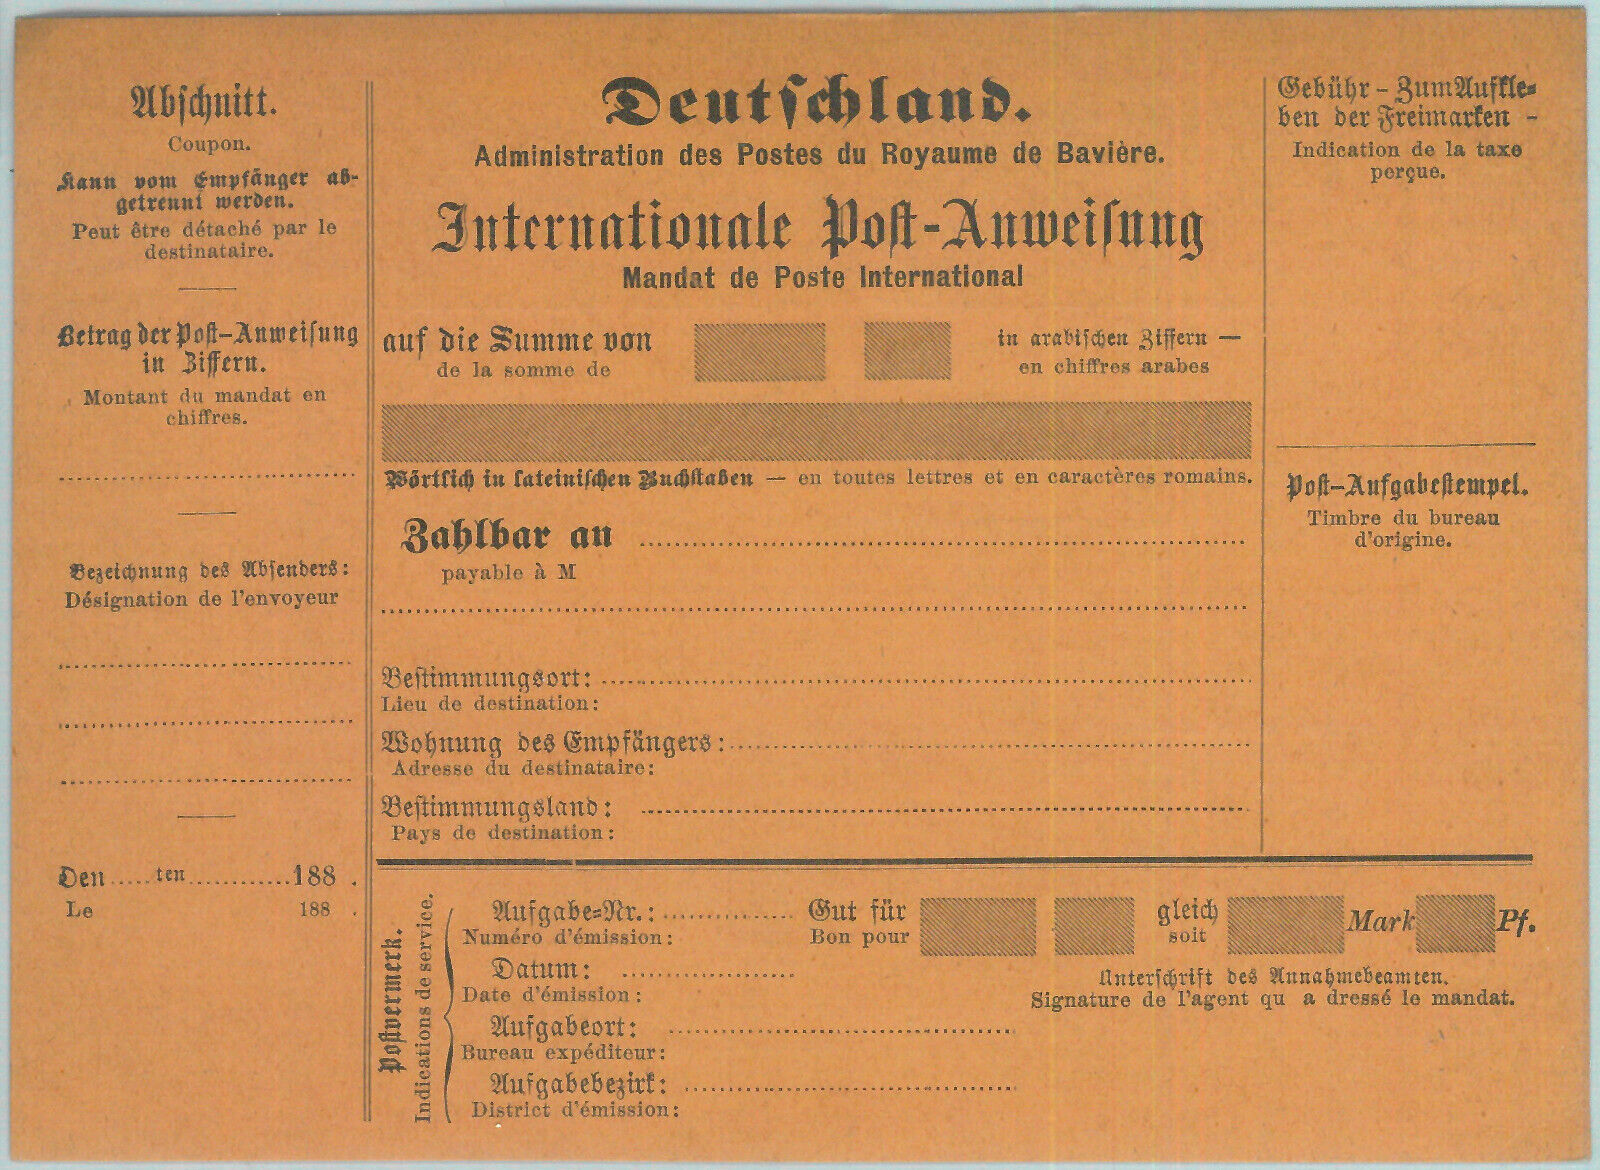 Abschnitt.
Coupon.
Kann vom Empfänger ab-
getrennt werden.
Peut être détaché par le
destinataire.
Betrag der Post-Anweisung
in Ziffern.
Montant du mandat en
chiffres.
Bezeichnung des Absenders:
Désignation de l'envoyeur
Den ..... ten ............ 188 .
Le 188 .
Deutschland.
Administration des Postes du Royaume de Bavière.
Internationale Post-Anweisung
Mandat de Poste International
auf die Summe von in arabischen Ziffern —
de la somme de en chiffres arabes
Wörtlich in lateinischen Buchstaben — en toutes lettres et en caractères romains.
Zahlbar an
payable à M
Bestimmungsort:
Lieu de destination:
Wohnung des Empfängers:
Adresse du destinataire:
Bestimmungsland:
Pays de destination:
Gebühr - Zum Aufkle-
ben der Freimarken -
Indication de la taxe
perçue.
Post-Aufgabestempel.
Timbre du bureau
d'origine.
Postvermerk.
Indications de service.
Aufgabe-Nr.: Gut für gleich Mark Pf.
Numéro d'émission: Bon pour soit
Datum:
Date d'émission:
Unterschrift des Annahmebeamten.
Signature de l'agent qu a dressé le mandat.
Aufgabeort:
Bureau expéditeur:
Aufgabebezirk:
District d'émission: